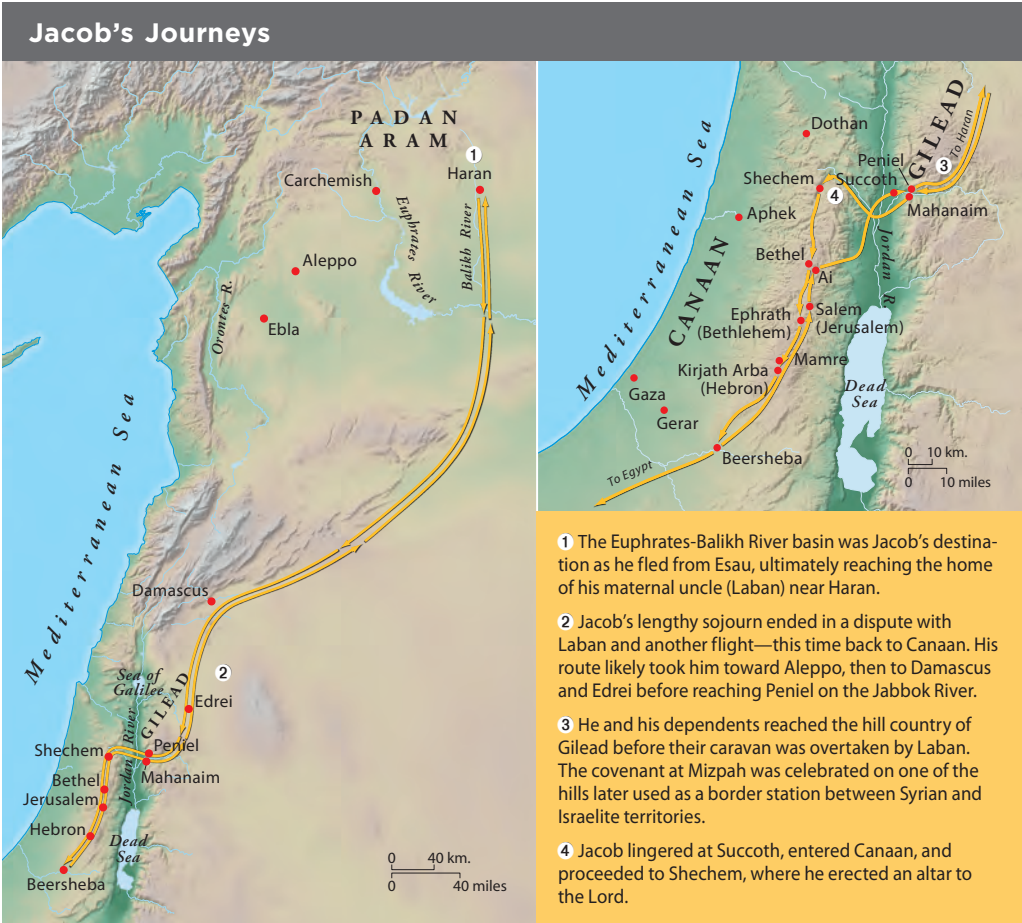 Jacob’s Journeys
PADAN
ARAM
1
Haran
Carchemish
Euphrates River
Balikh River
Aleppo
Orontes R.
Ebla
Mediterranean Sea
Damascus
2
Sea of
Galilee
GILEAD
Edrei
Jordan River
Shechem
Peniel
Mahanaim
Bethel
Jerusalem
Hebron
Dead
Sea
Beersheba
0 40 km.
0 40 miles
Mediterranean Sea
Dothan
GILEAD
To Haran
3
Peniel
Shechem
Succoth
4
Mahanaim
Aphek
CANAAN
Jordan R.
Bethel
Ai
Ephrath
(Bethlehem)
Salem
(Jerusalem)
Mamre
Kirjath Arba
(Hebron)
Gaza
Dead
Sea
Gerar
Beersheba
To Egypt
0 10 km.
0 10 miles
1 The Euphrates-Balikh River basin was Jacob’s destina-
tion as he fled from Esau, ultimately reaching the home
of his maternal uncle (Laban) near Haran.
2 Jacob’s lengthy sojourn ended in a dispute with
Laban and another flight—this time back to Canaan. His
route likely took him toward Aleppo, then to Damascus
and Edrei before reaching Peniel on the Jabbok River.
3 He and his dependents reached the hill country of
Gilead before their caravan was overtaken by Laban.
The covenant at Mizpah was celebrated on one of the
hills later used as a border station between Syrian and
Israelite territories.
4 Jacob lingered at Succoth, entered Canaan, and
proceeded to Shechem, where he erected an altar to
the Lord.